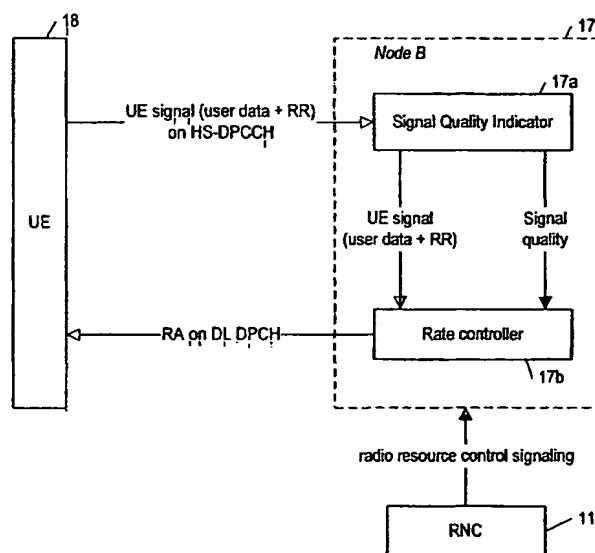 18
17
Node B
17a
UE signal (user data + RR)
on HS-DPCCH
Signal Quality Indicator
UE
UE signal
(user data + RR)
Signal
quality
RA on DL DPCH
Rate controller
17b
radio resource control signaling
RNC
11